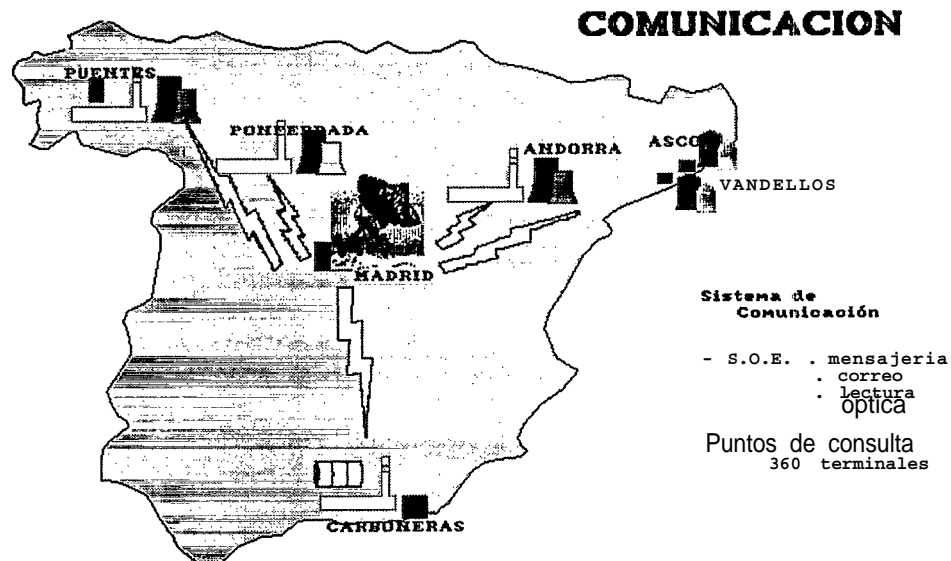 COMUNICACION
PUENTES
PONFERRADA
ANDORRA
ASCO
VANDELLOS
MADRID
Sistema de
Comunicación
- S.O.E. . mensajeria
. correo
. lectura
óptica
Puntos de consulta
360 terminales
CARBONERAS